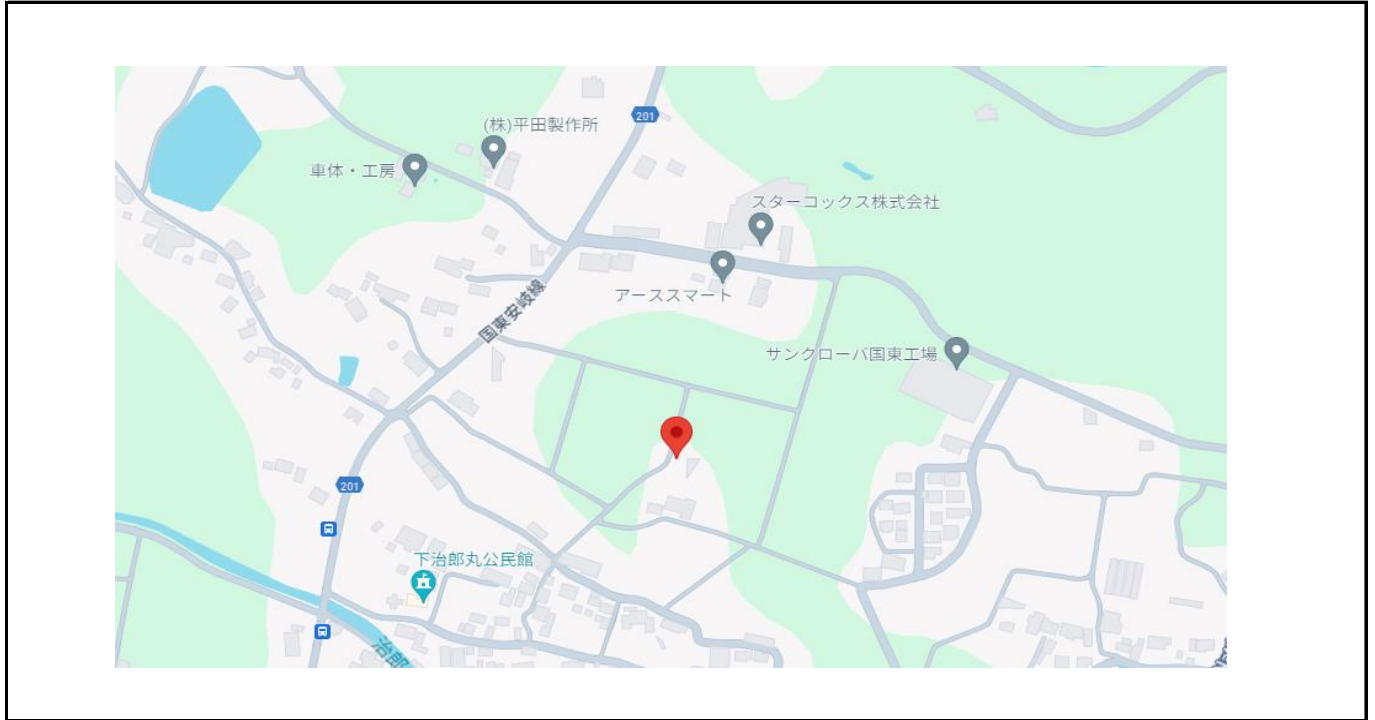 201
(株)平田製作所
車体・工房
スターコックス株式会社
アーススマート
国東安岐線
サンクローバ国東工場
201
下治郎丸公民館
治郎